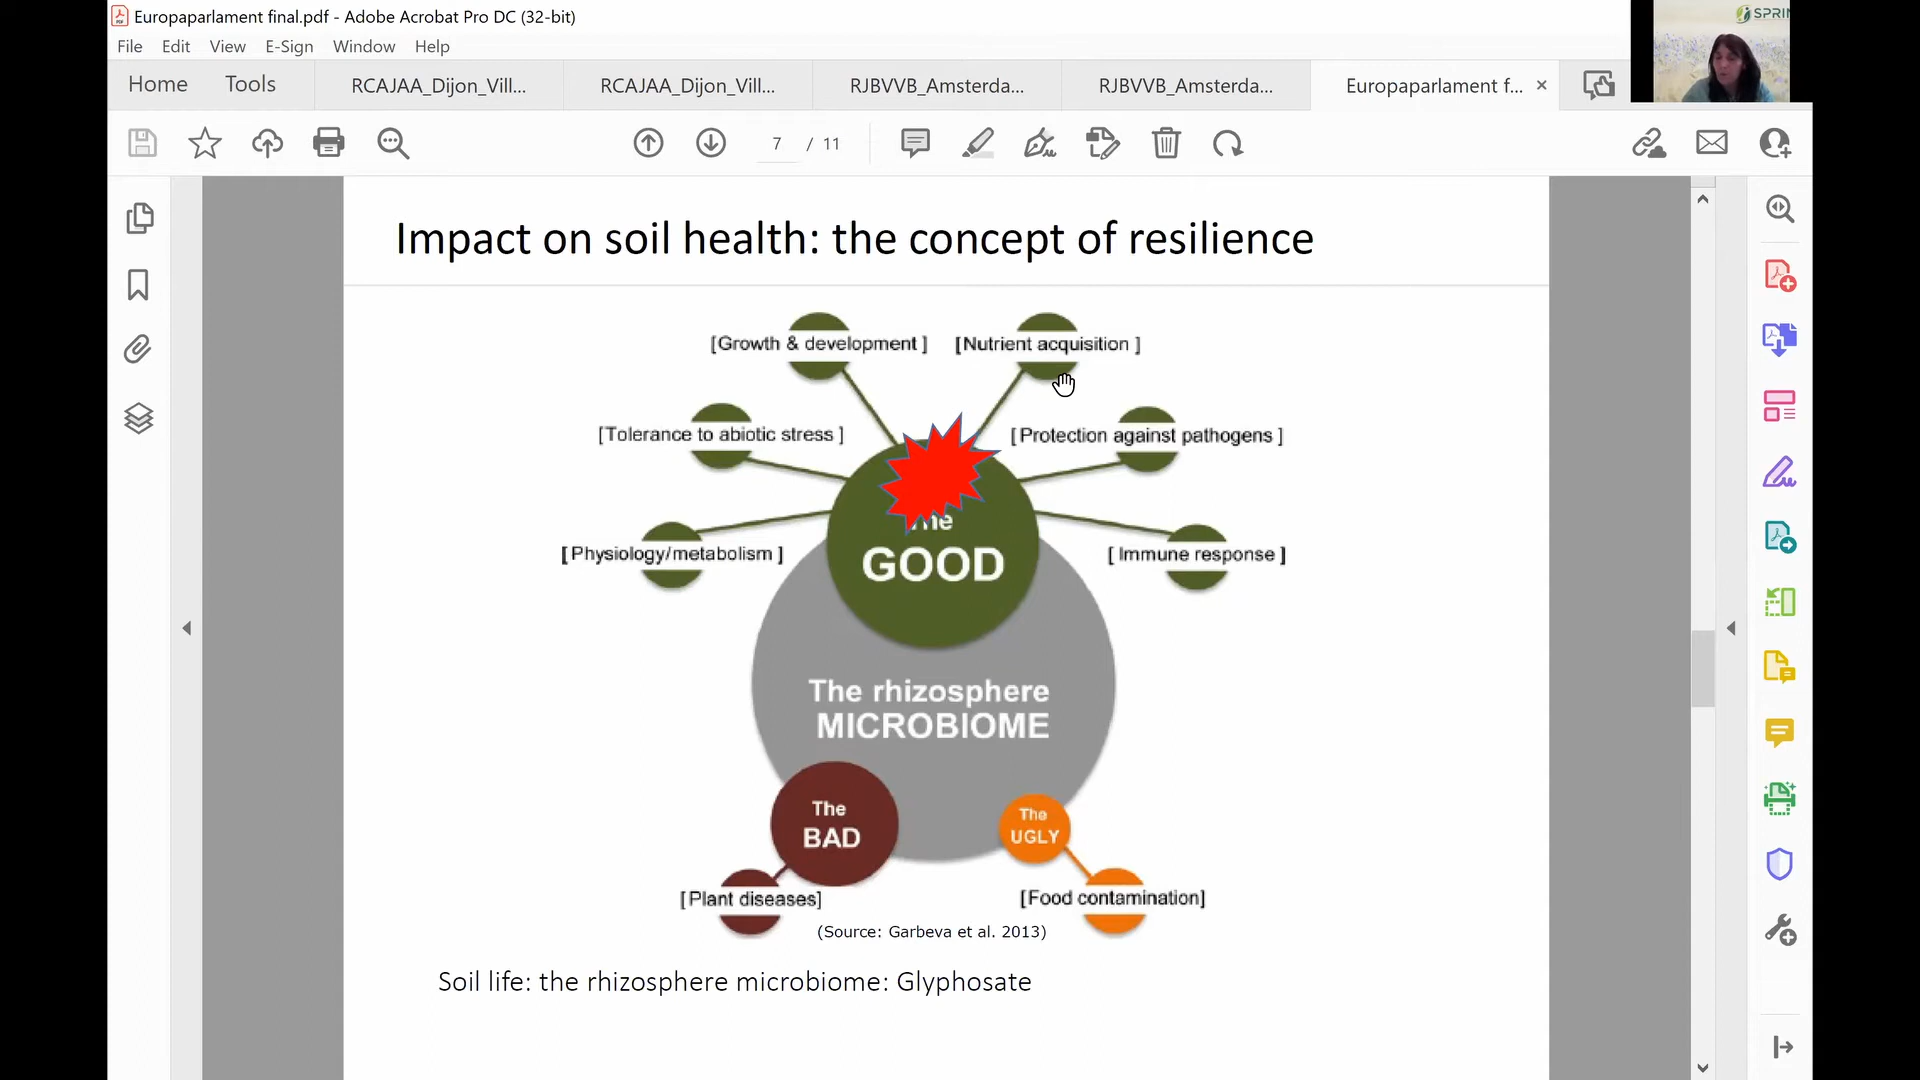 Europaparlament final.pdf - Adobe Acrobat Pro DC (32-bit)
File Edit View E-Sign Window Help
Home Tools RCAJAA_Dijon_Vill... RCAJAA_Dijon_Vill... RJBVVB_Amsterda... RJBVVB_Amsterda... Europaparlament f... ×
7 / 11
Impact on soil health: the concept of resilience
[Growth & development ] [Nutrient acquisition ]
[Tolerance to abiotic stress ] [Protection against pathogens ]
[Physiology/metabolism ] [ Immune response ]
The
GOOD
The rhizosphere
MICROBIOME
The
BAD
The
UGLY
[Plant diseases] [Food contamination]
(Source: Garbeva et al. 2013)
Soil life: the rhizosphere microbiome: Glyphosate